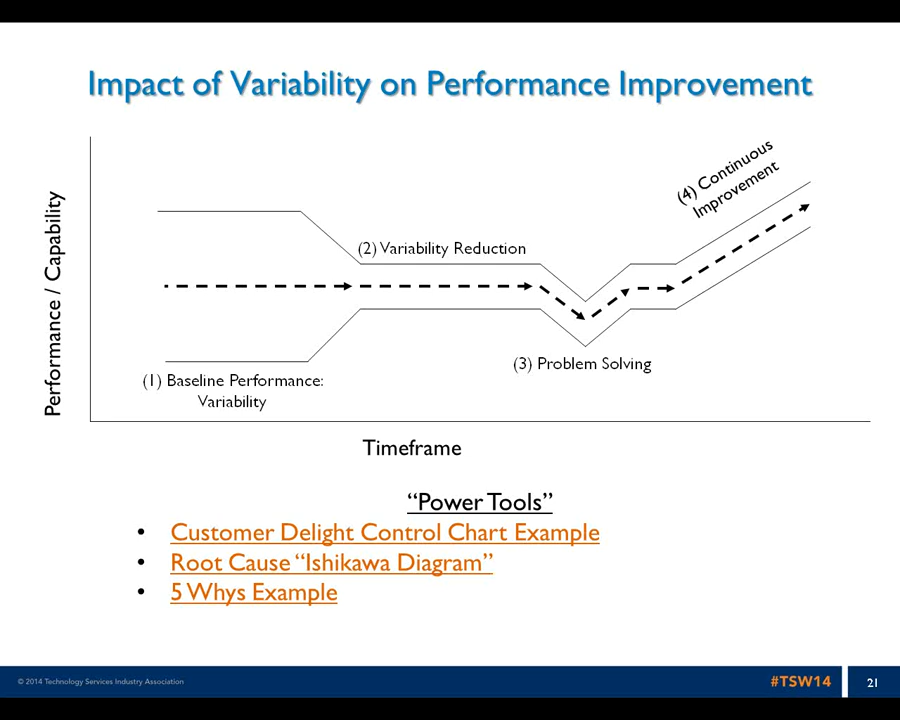 Impact of Variability on Performance Improvement
Performance / Capability
(4) Continuous
Improvement
(2) Variability Reduction
(3) Problem Solving
(1) Baseline Performance:
Variability
Timeframe
“Power Tools”
• Customer Delight Control Chart Example
• Root Cause “Ishikawa Diagram”
• 5 Whys Example
© 2014 Technology Services Industry Association
#TSW14
21